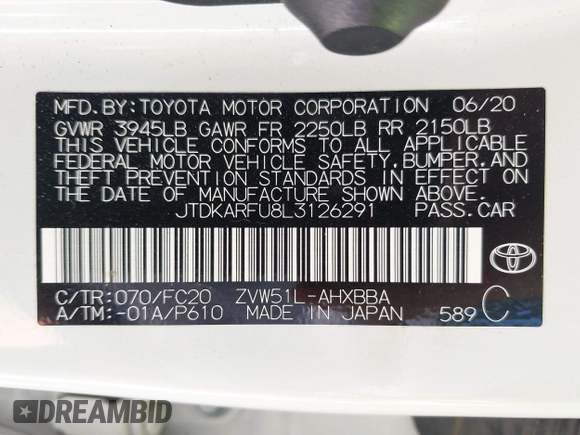 MFD. BY: TOYOTA MOTOR CORPORATION 06/20
GVWR 3945LB GAWR FR 2250LB RR 2150LB
THIS VEHICLE CONFORMS TO ALL APPLICABLE
FEDERAL MOTOR VEHICLE SAFETY, BUMPER, AND
THEFT PREVENTION STANDARDS IN EFFECT ON
THE DATE OF MANUFACTURE SHOWN ABOVE.
JTDKARFU8L3126291 PASS. CAR
C/TR: 070/FC20 ZVW51L-AHXBBA
A/TM: -01A/P610 MADE IN JAPAN 589 C
DREAMBID